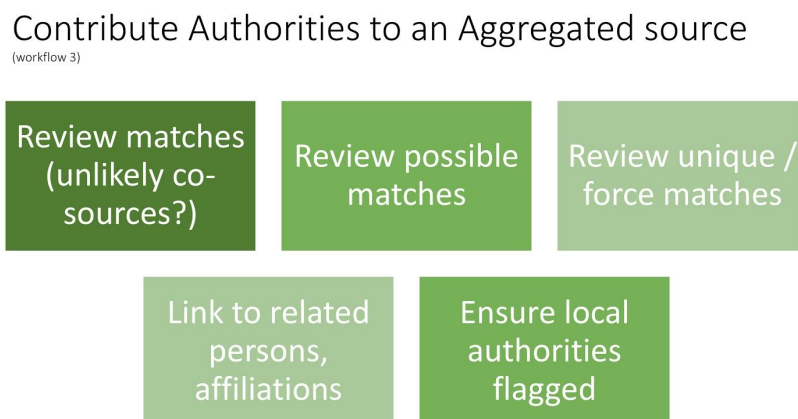 Contribute Authorities to an Aggregated source
(workflow 3)
Review matches
(unlikely co-
sources?)
Review possible
matches
Review unique /
force matches
Link to related
persons,
affiliations
Ensure local
authorities
flagged